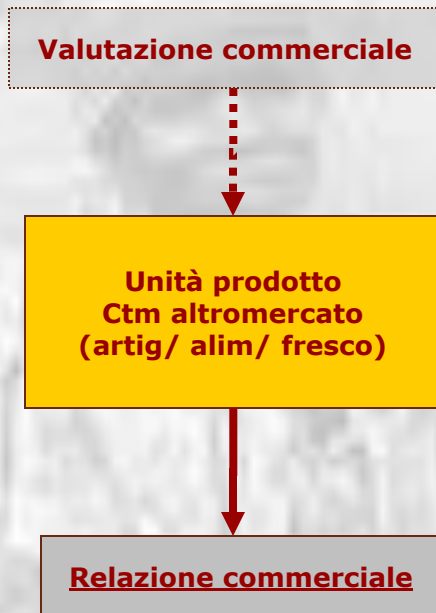 Valutazione commerciale
Unità prodotto
Ctm altromercato
(artig/ alim/ fresco)
Relazione commerciale